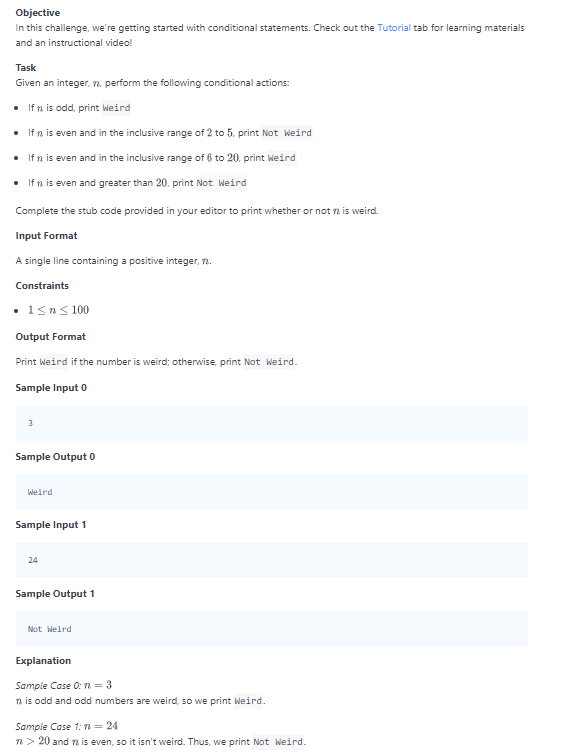 Objective
In this challenge, we're getting started with conditional statements. Check out the Tutorial tab for learning materials
and an instructional video!
Task
Given an integer, n, perform the following conditional actions:
• If n is odd, print Weird
• If n is even and in the inclusive range of 2 to 5, print Not Weird
• If n is even and in the inclusive range of 6 to 20, print Weird
• If n is even and greater than 20, print Not Weird
Complete the stub code provided in your editor to print whether or not n is weird.
Input Format
A single line containing a positive integer, n.
Constraints
• 1 ≤ n ≤ 100
Output Format
Print Weird if the number is weird; otherwise, print Not Weird.
Sample Input 0
3
Sample Output 0
Weird
Sample Input 1
24
Sample Output 1
Not Weird
Explanation
Sample Case 0: n = 3
n is odd and odd numbers are weird, so we print Weird.
Sample Case 1: n = 24
n > 20 and n is even, so it isn't weird. Thus, we print Not Weird.